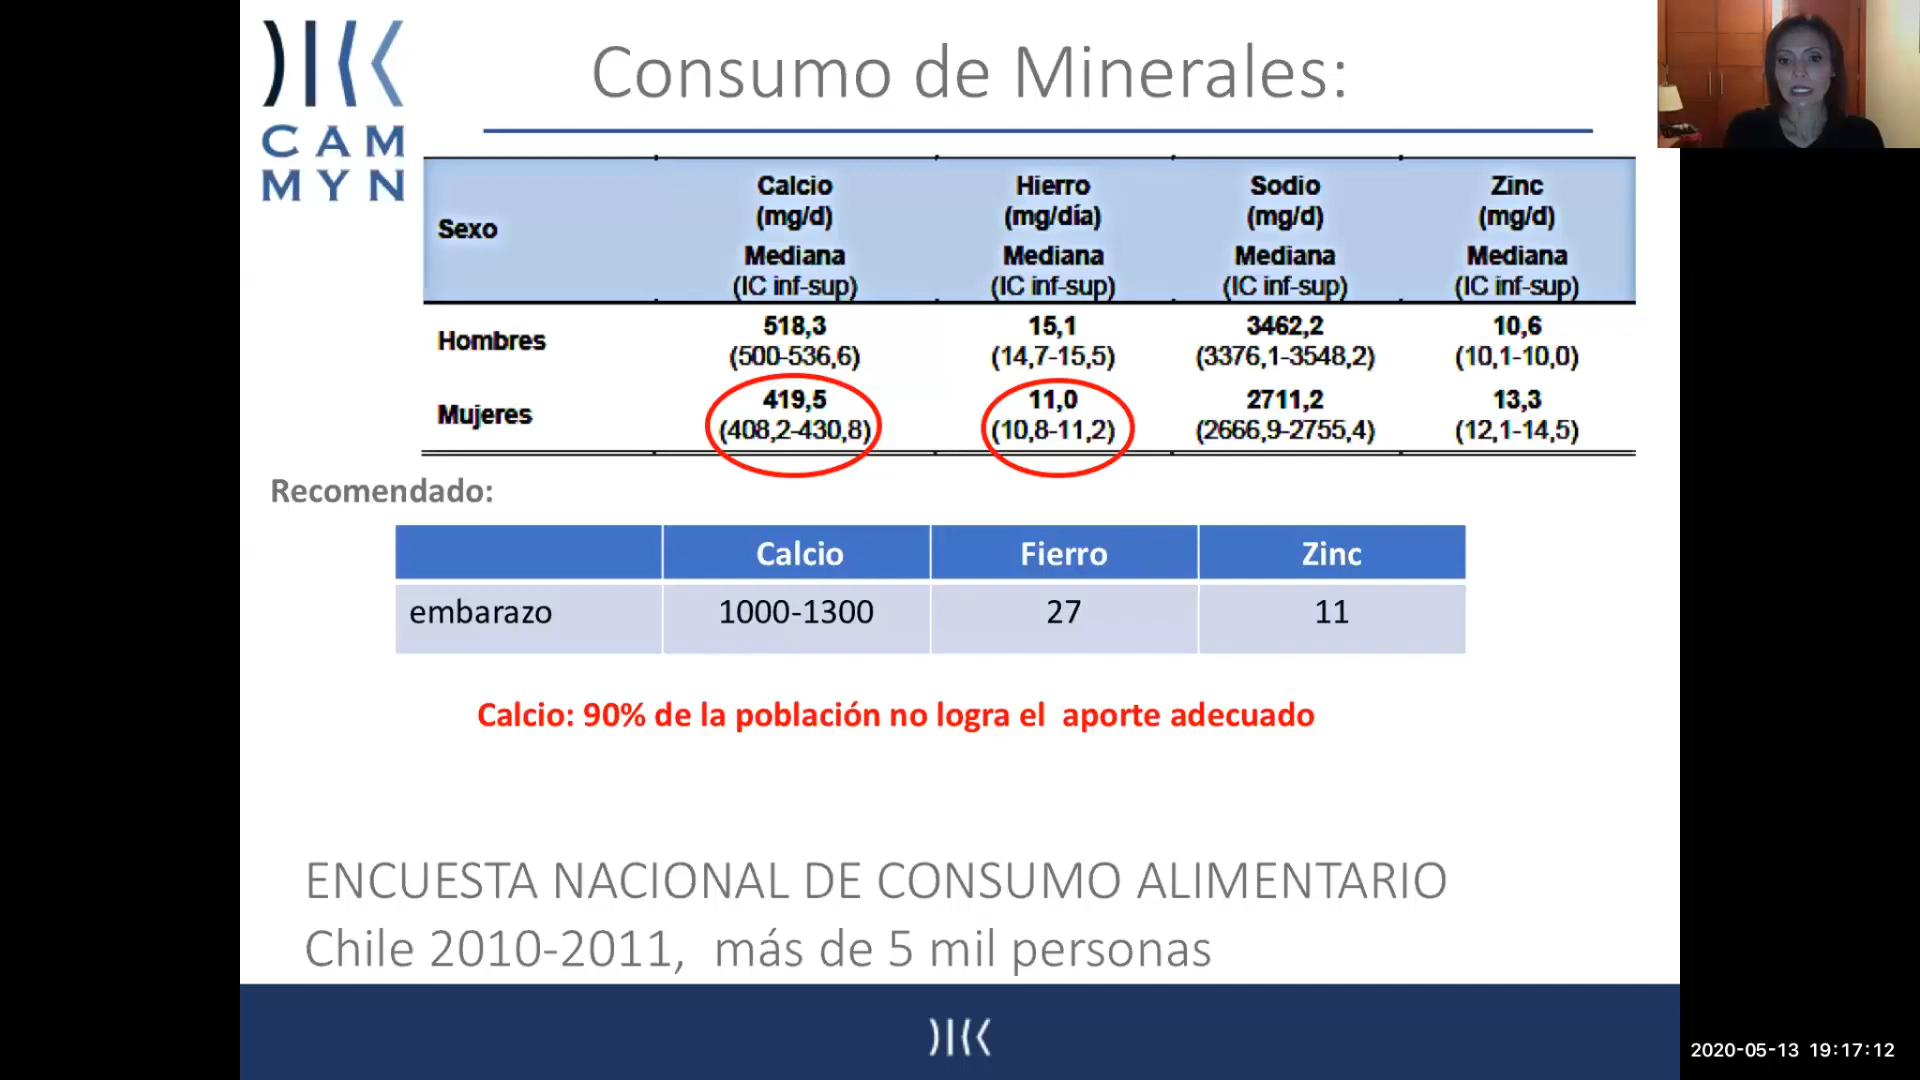 CAM
MYN
Consumo de Minerales:
Sexo
Calcio
(mg/d)
Mediana
(IC inf-sup)
Hierro
(mg/día)
Mediana
(IC inf-sup)
Sodio
(mg/d)
Mediana
(IC inf-sup)
Zinc
(mg/d)
Mediana
(IC inf-sup)
Hombres
518,3
(500-536,6)
15,1
(14,7-15,5)
3462,2
(3376,1-3548,2)
10,6
(10,1-10,0)
Mujeres
419,5
(408,2-430,8)
11,0
(10,8-11,2)
2711,2
(2666,9-2755,4)
13,3
(12,1-14,5)
Recomendado:
Calcio Fierro Zinc
embarazo 1000-1300 27 11
Calcio: 90% de la población no logra el aporte adecuado
ENCUESTA NACIONAL DE CONSUMO ALIMENTARIO
Chile 2010-2011, más de 5 mil personas
2020-05-13 19:17:12